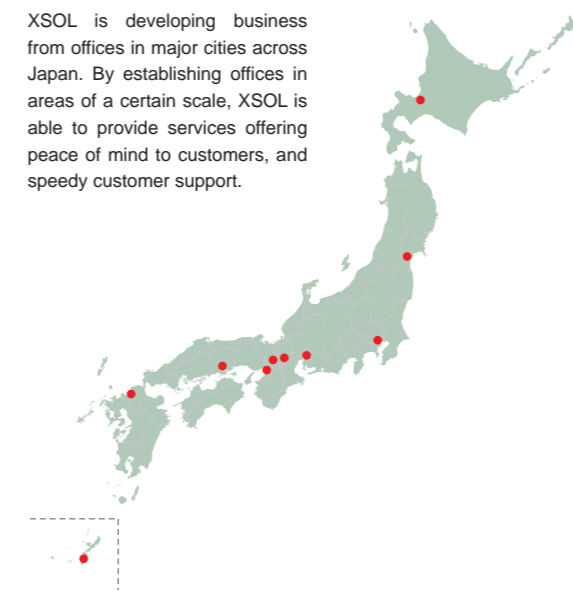 XSOL is developing business
from offices in major cities across
Japan. By establishing offices in
areas of a certain scale, XSOL is
able to provide services offering
peace of mind to customers, and
speedy customer support.